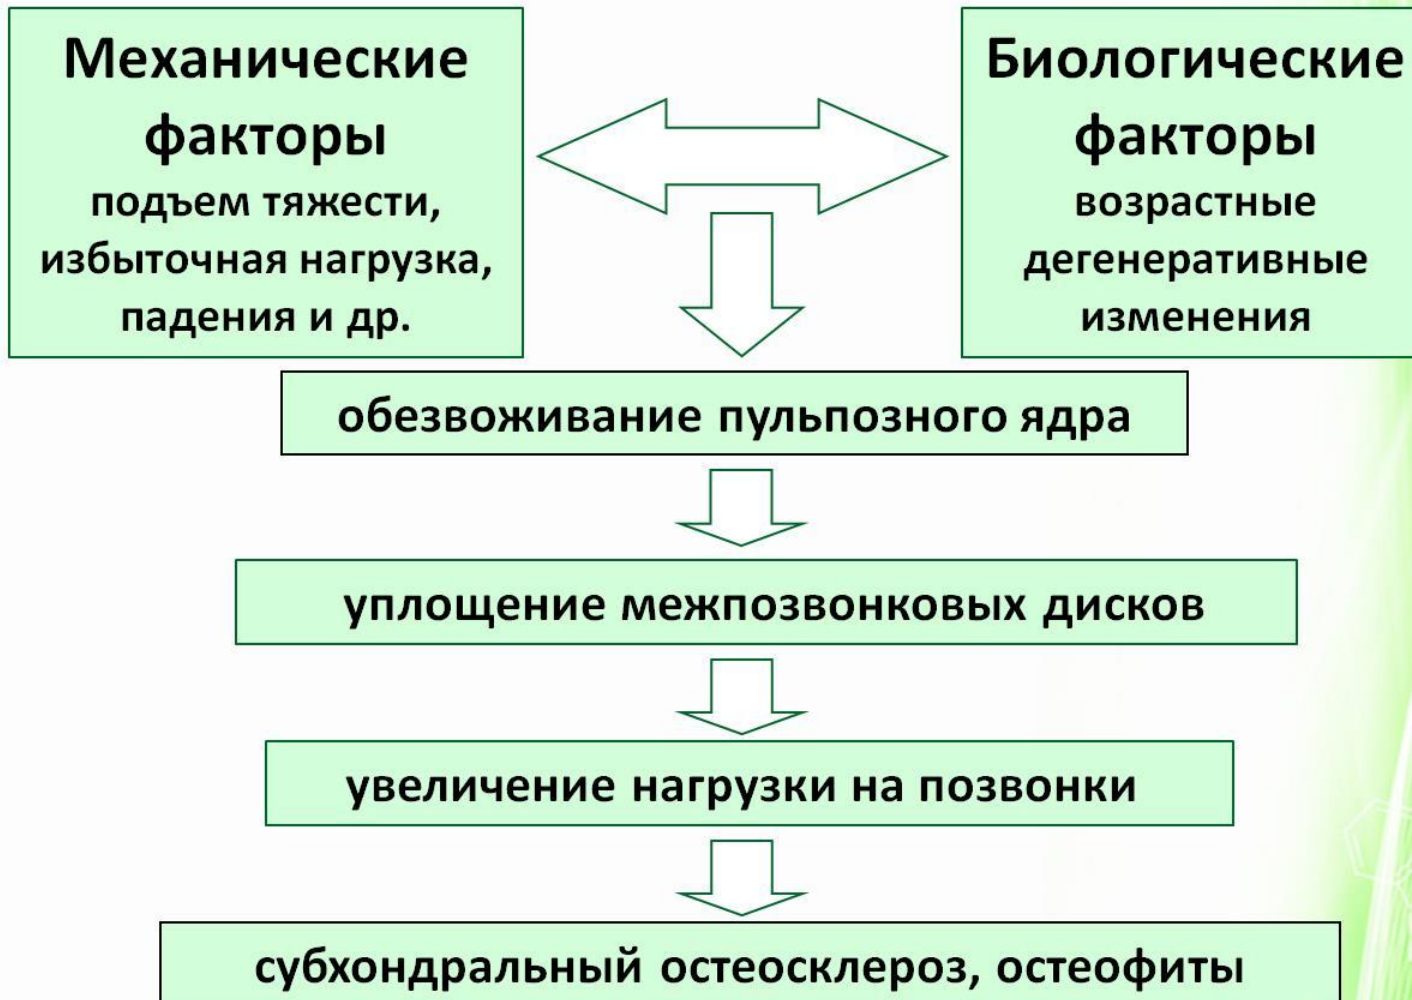 Механические
факторы
подъем тяжести,
избыточная нагрузка,
падения и др.
Биологические
факторы
возрастные
дегенеративные
изменения
обезвоживание пульпозного ядра
уплощение межпозвонковых дисков
увеличение нагрузки на позвонки
субхондральный остеосклероз, остеофиты